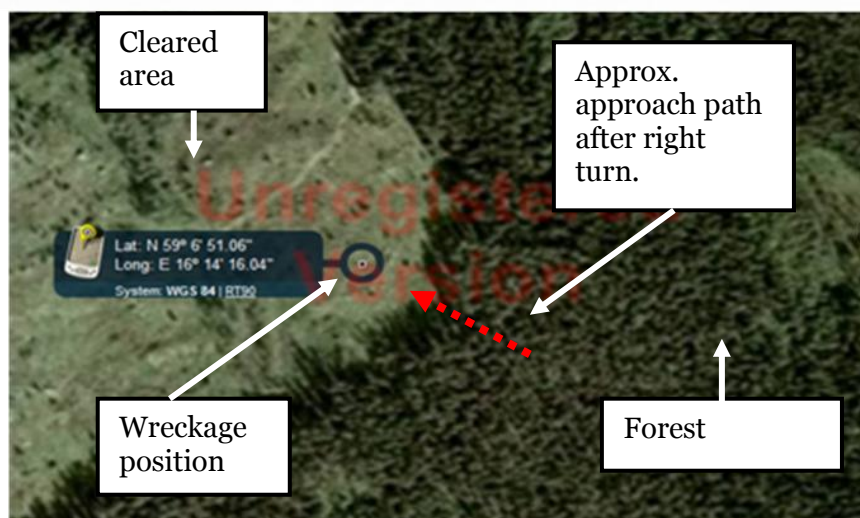 Cleared
area
Approx.
approach path
after right
turn.
Unregistered
Version
Lat: N 59° 6' 51.06"
Long: E 16° 14' 16.04"
System: WGS 84 | RT90
Wreckage
position
Forest